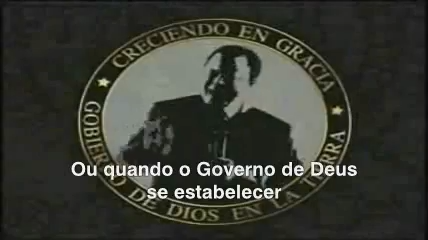 CRECIENDO EN GRACIA
GOBIERNO DE DIOS EN LA TIERRA
Ou quando o Governo de Deus
se estabelecer